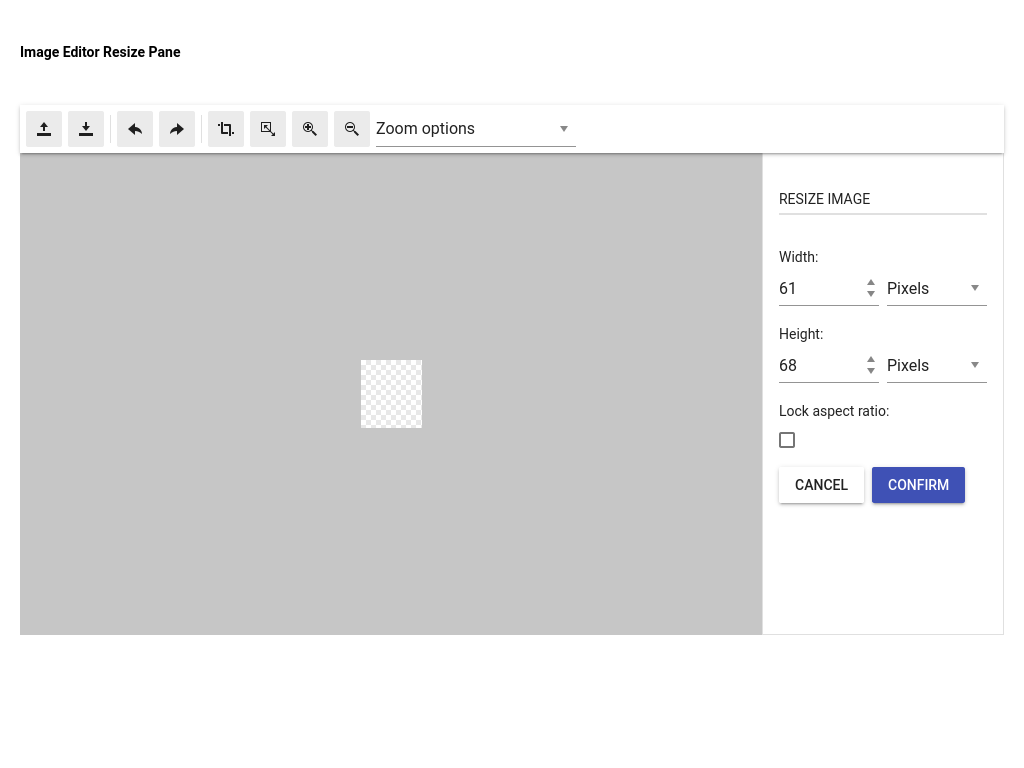 Image Editor Resize Pane
Zoom options
RESIZE IMAGE
Width:
61 Pixels
Height:
68 Pixels
Lock aspect ratio:
CANCEL CONFIRM